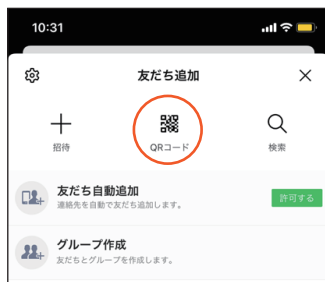 10:31
友だち追加
招待
QRコード
検索
友だち自動追加
連絡先を自動で友だち追加します。
許可する
グループ作成
友だちとグループを作成します。